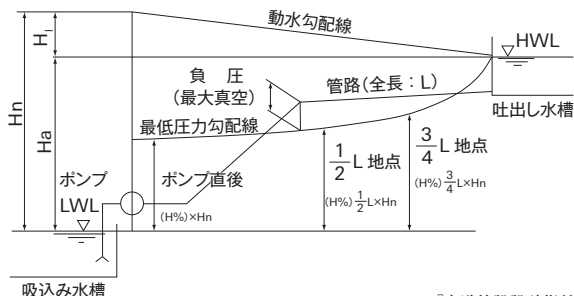 動水勾配線
HWL
Hl
負 圧
(最大真空)
管路(全長：L)
吐出し水槽
Hn
Ha
最低圧力勾配線
1/2 L 地点
3/4 L 地点
ポンプ
ポンプ直後
(H%) 3/4 L×Hn
LWL
(H%)×Hn
(H%) 1/2 L×Hn
吸込み水槽